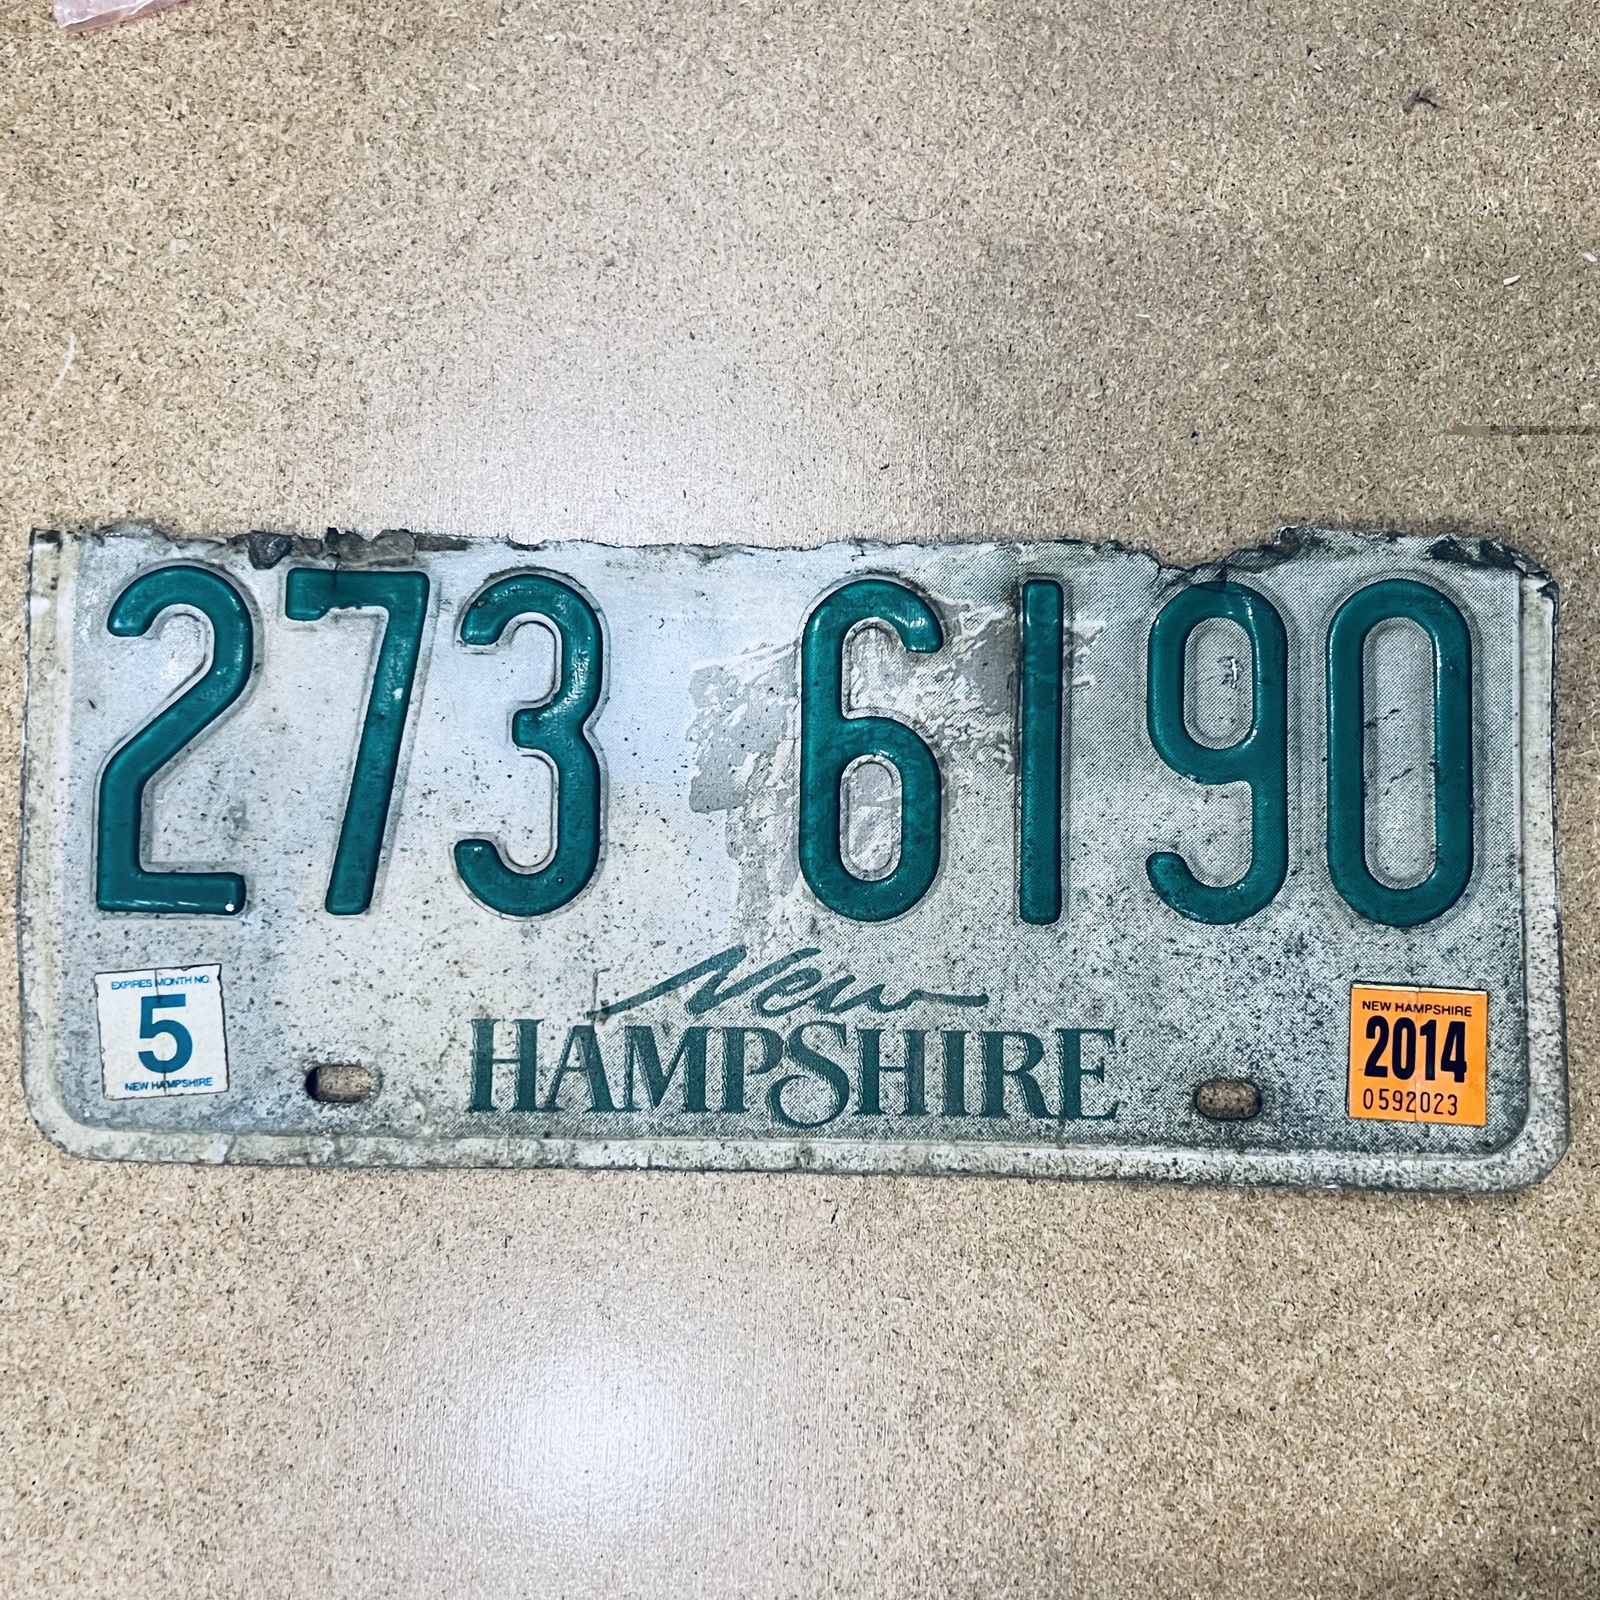 273 6190
EXPIRES MONTH NO.
5
NEW HAMPSHIRE
New
HAMPSHIRE
NEW HAMPSHIRE
2014
0592023